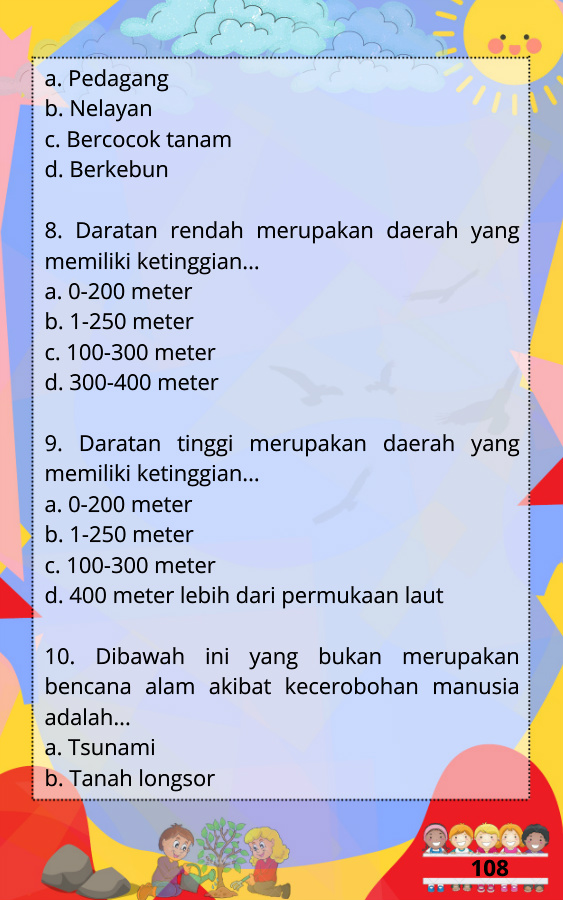 a. Pedagang
b. Nelayan
c. Bercocok tanam
d. Berkebun
8. Daratan rendah merupakan daerah yang
memiliki ketinggian...
a. 0-200 meter
b. 1-250 meter
c. 100-300 meter
d. 300-400 meter
9. Daratan tinggi merupakan daerah yang
memiliki ketinggian...
a. 0-200 meter
b. 1-250 meter
c. 100-300 meter
d. 400 meter lebih dari permukaan laut
10. Dibawah ini yang bukan merupakan
bencana alam akibat kecerobohan manusia
adalah...
a. Tsunami
b. Tanah longsor
108